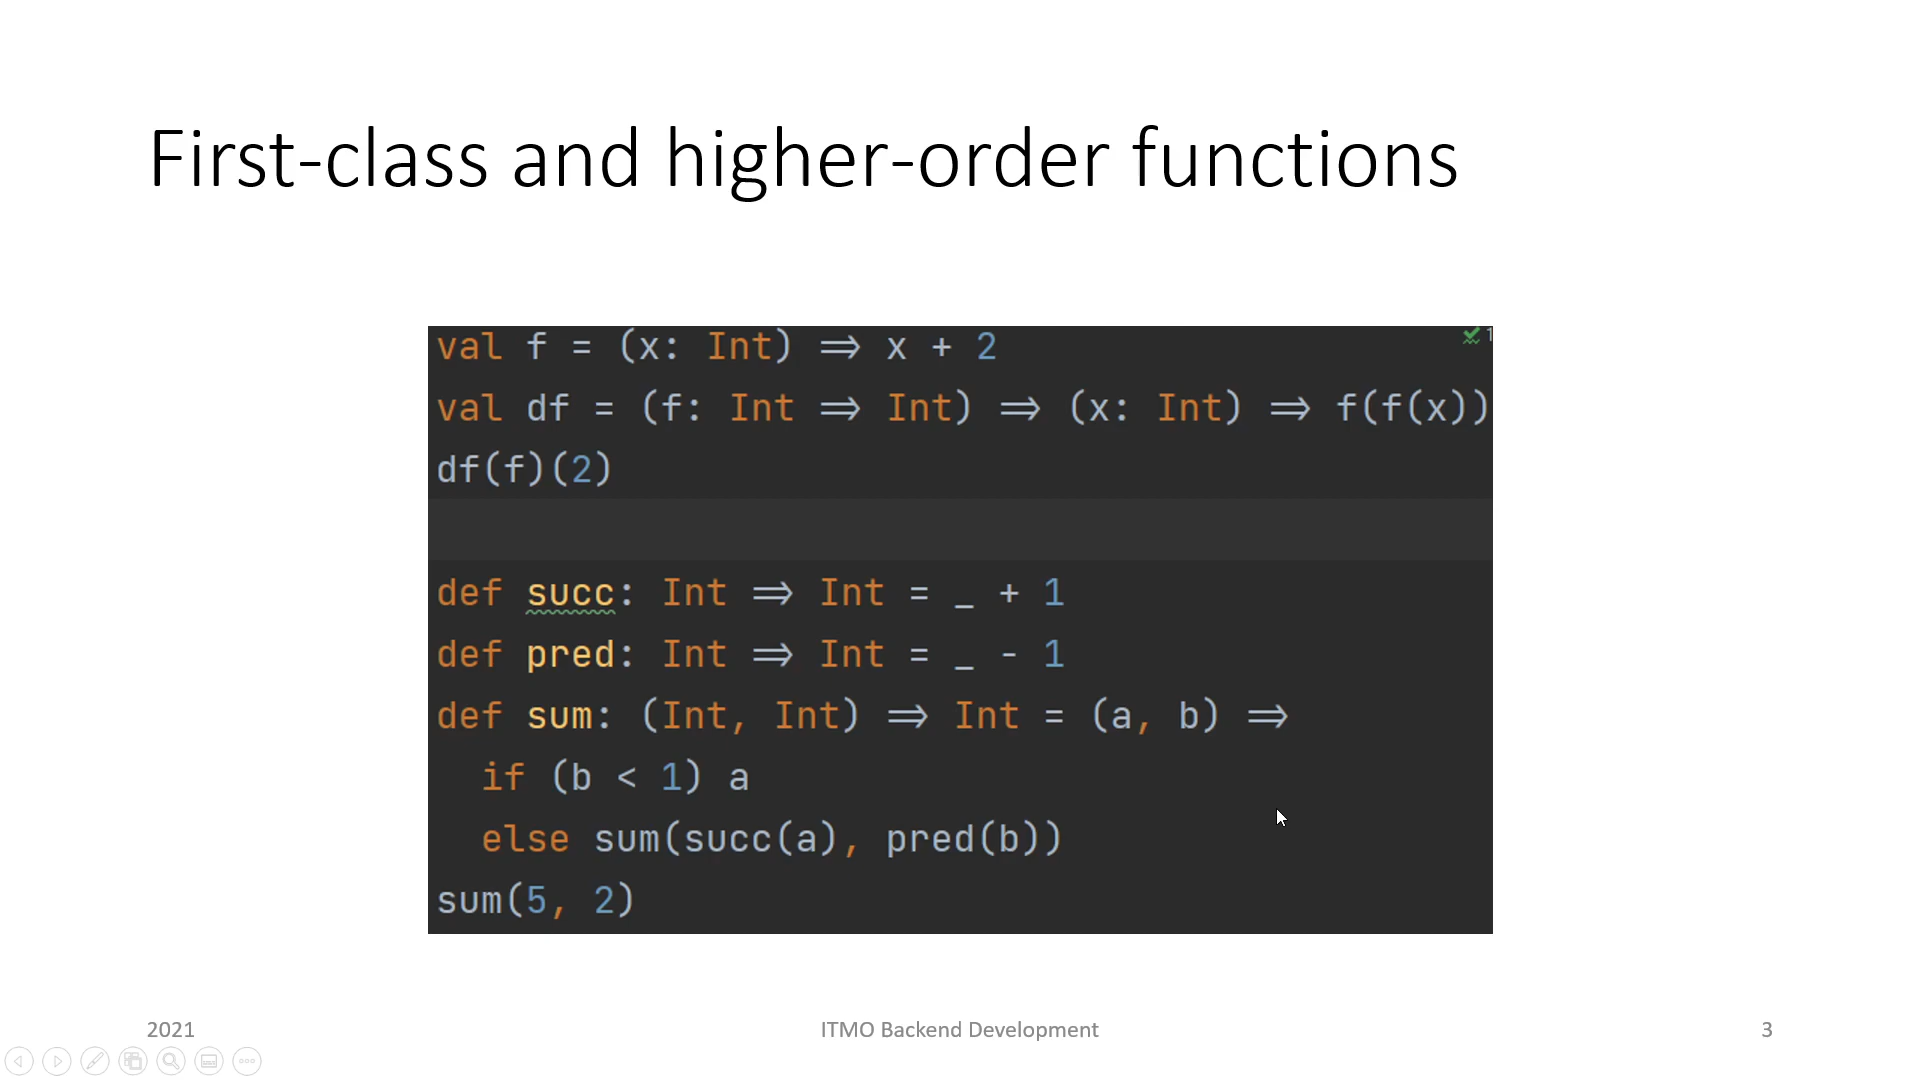 First-class and higher-order functions
1
val f = (x: Int) => x + 2
val df = (f: Int => Int) => (x: Int) => f(f(x))
df(f)(2)
def succ: Int => Int = _ + 1
def pred: Int => Int = _ - 1
def sum: (Int, Int) => Int = (a, b) =>
if (b < 1) a
else sum(succ(a), pred(b))
sum(5, 2)
2021
ITMO Backend Development
3